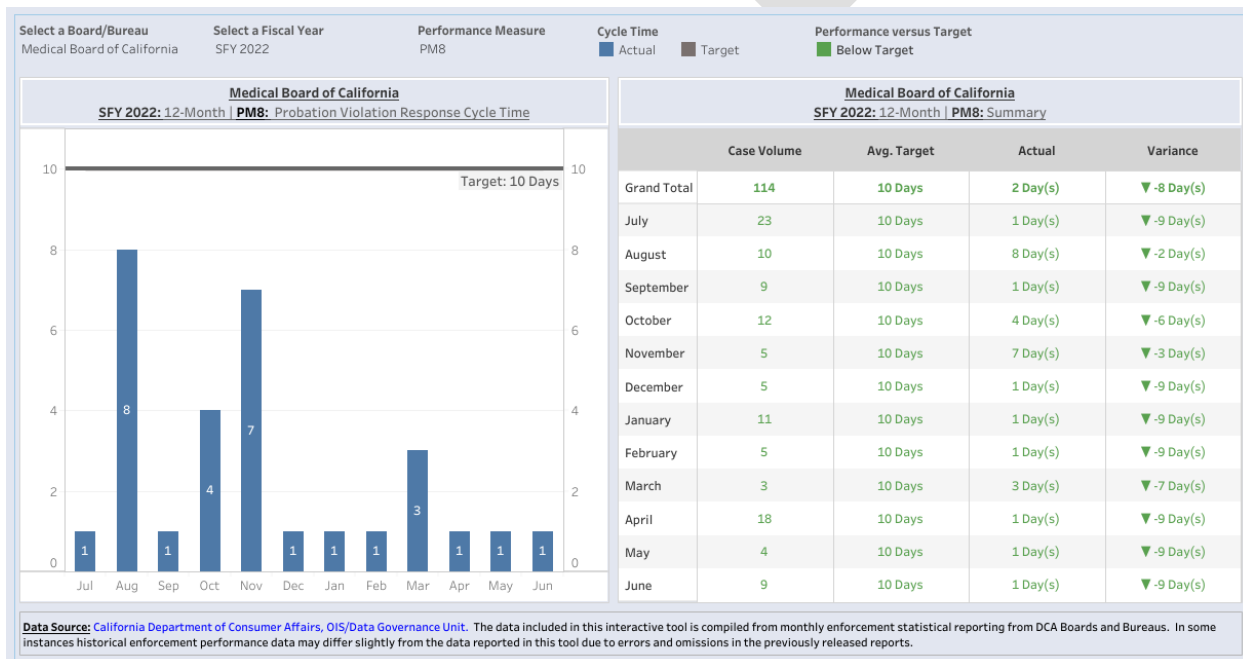 Select a Board/Bureau Select a Fiscal Year Performance Measure Cycle Time Performance versus Target
Medical Board of California SFY 2022 PM8 Actual Target Below Target
Medical Board of California
SFY 2022: 12-Month | PM8: Probation Violation Response Cycle Time
10 10
Target: 10 Days
8 8
6 6
4 4
2 2
0 0
1 8 1 4 7 1 1 1 3 1 1 1
Jul Aug Sep Oct Nov Dec Jan Feb Mar Apr May Jun
Medical Board of California
SFY 2022: 12-Month | PM8: Summary
Case Volume Avg. Target Actual Variance
Grand Total 114 10 Days 2 Day(s) ▼ -8 Day(s)
July 23 10 Days 1 Day(s) ▼ -9 Day(s)
August 10 10 Days 8 Day(s) ▼ -2 Day(s)
September 9 10 Days 1 Day(s) ▼ -9 Day(s)
October 12 10 Days 4 Day(s) ▼ -6 Day(s)
November 5 10 Days 7 Day(s) ▼ -3 Day(s)
December 5 10 Days 1 Day(s) ▼ -9 Day(s)
January 11 10 Days 1 Day(s) ▼ -9 Day(s)
February 5 10 Days 1 Day(s) ▼ -9 Day(s)
March 3 10 Days 3 Day(s) ▼ -7 Day(s)
April 18 10 Days 1 Day(s) ▼ -9 Day(s)
May 4 10 Days 1 Day(s) ▼ -9 Day(s)
June 9 10 Days 1 Day(s) ▼ -9 Day(s)
Data Source: California Department of Consumer Affairs, OIS/Data Governance Unit. The data included in this interactive tool is compiled from monthly enforcement statistical reporting from DCA Boards and Bureaus. In some
instances historical enforcement performance data may differ slightly from the data reported in this tool due to errors and omissions in the previously released reports.